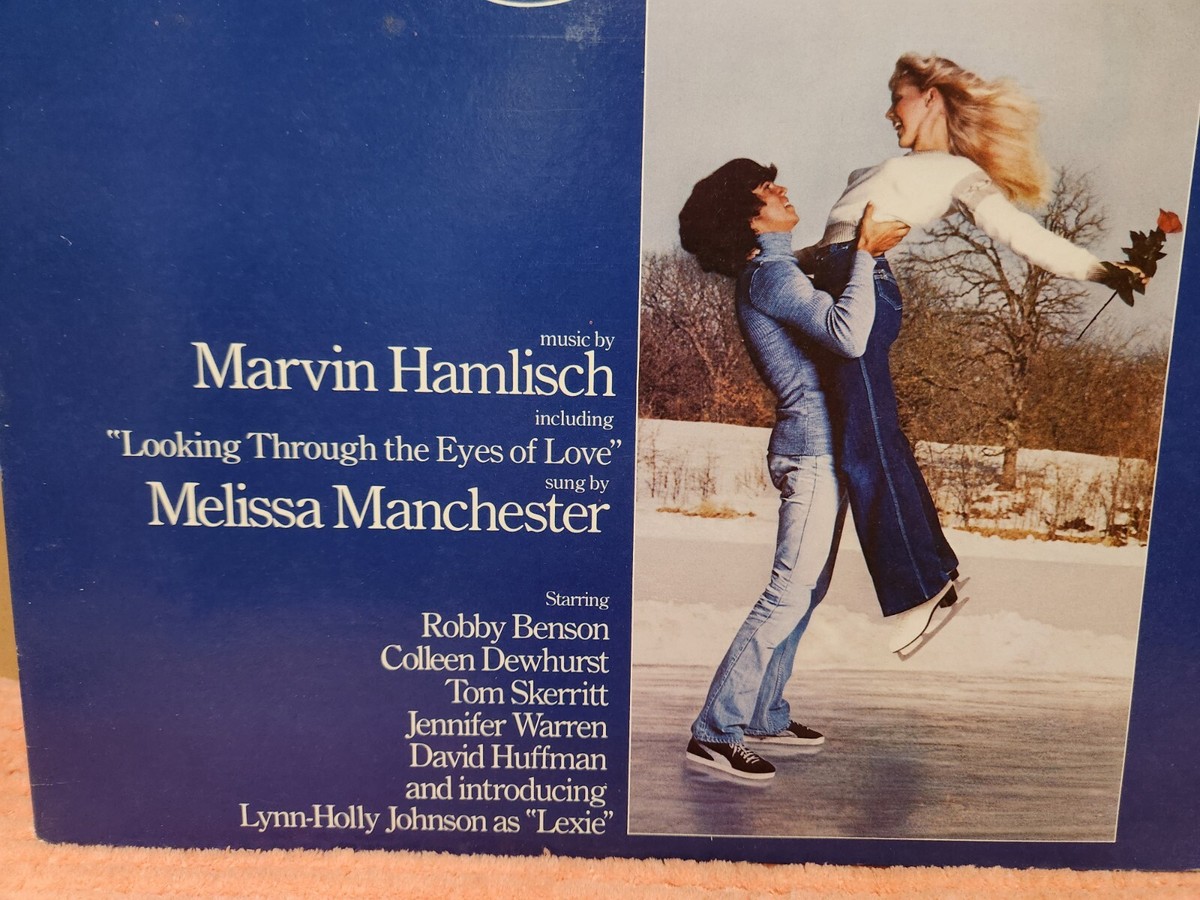 music by
Marvin Hamlisch
including
"Looking Through the Eyes of Love"
sung by
Melissa Manchester
Starring
Robby Benson
Colleen Dewhurst
Tom Skerritt
Jennifer Warren
David Huffman
and introducing
Lynn-Holly Johnson as "Lexie"